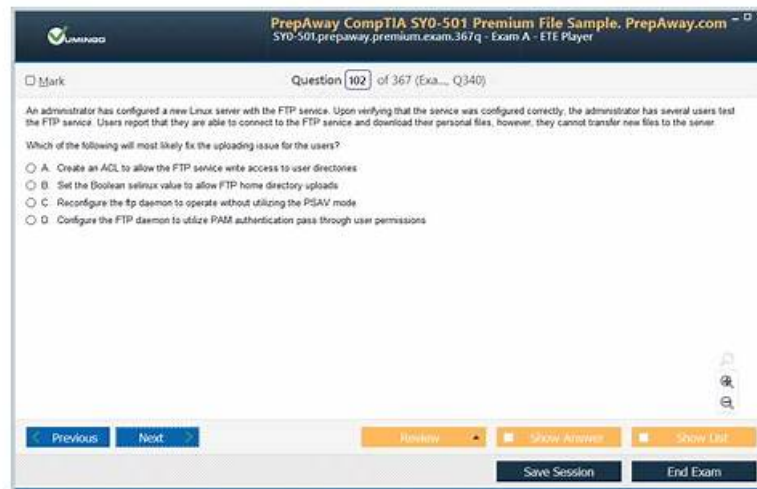 VUMINGO
PrepAway CompTIA SY0-501 Premium File Sample. PrepAway.com
SY0-501.prepaway.premium.exam.367q - Exam A - ETE Player
Mark
Question 102 of 367 (Exa..., Q340)
An administrator has configured a new Linux server with the FTP service. Upon verifying that the service was configured correctly, the administrator has several users test
the FTP service. Users report that they are able to connect to the FTP service and download their personal files, however, they cannot transfer new files to the server.
Which of the following will most likely fix the uploading issue for the users?
A. Create an ACL to allow the FTP service write access to user directories
B. Set the Boolean selinux value to allow FTP home directory uploads
C. Reconfigure the ftp daemon to operate without utilizing the PSAV mode
D. Configure the FTP daemon to utilize PAM authentication pass through user permissions
Previous Next Review Show Answer Show List
Save Session End Exam